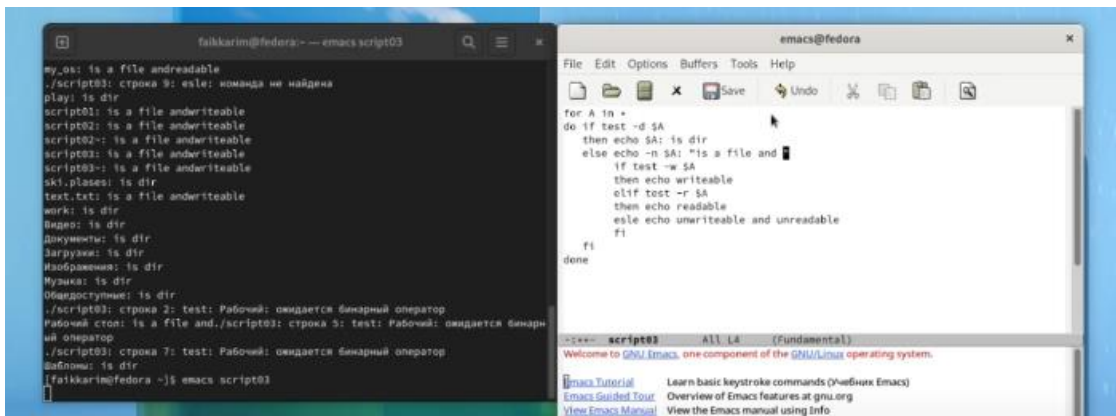 faikkarim@fedora:~ — emacs script03
my_os: is a file andreadable
./script03: строка 9: esle: команда не найдена
play: is dir
script01: is a file andwriteable
script02: is a file andwriteable
script02~: is a file andwriteable
script03: is a file andwriteable
script03~: is a file andwriteable
ski.plases: is dir
text.txt: is a file andwriteable
work: is dir
Видео: is dir
Документы: is dir
Загрузки: is dir
Изображения: is dir
Музыка: is dir
Общедоступные: is dir
./script03: строка 2: test: Рабочий: ожидается бинарный оператор
Рабочий стол: is a file and./script03: строка 5: test: Рабочий: ожидается бинарн
ый оператор
./script03: строка 7: test: Рабочий: ожидается бинарный оператор
Шаблоны: is dir
[faikkarim@fedora ~]$ emacs script03
emacs@fedora
File Edit Options Buffers Tools Help
Save Undo
for A in *
do if test -d $A
then echo $A: is dir
else echo -n $A: "is a file and "
if test -w $A
then echo writeable
elif test -r $A
then echo readable
esle echo unwriteable and unreadable
fi
fi
done
-:**- script03 All L4 (Fundamental)
Welcome to GNU Emacs, one component of the GNU/Linux operating system.
Emacs Tutorial Learn basic keystroke commands (Учебник Emacs)
Emacs Guided Tour Overview of Emacs features at gnu.org
View Emacs Manual View the Emacs manual using Info